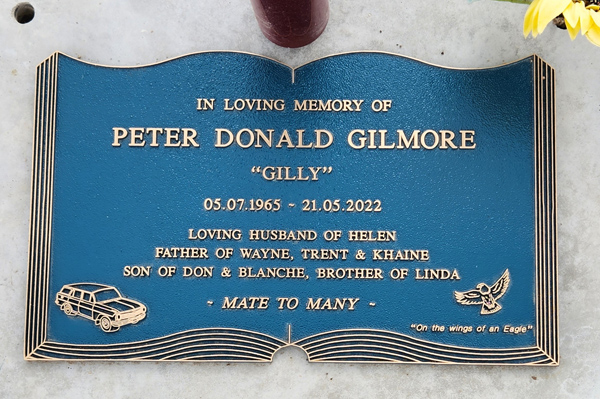 IN LOVING MEMORY OF
PETER DONALD GILMORE
"GILLY"
05.07.1965 ~ 21.05.2022
LOVING HUSBAND OF HELEN
FATHER OF WAYNE, TRENT & KHAINE
SON OF DON & BLANCHE, BROTHER OF LINDA
~ MATE TO MANY ~
"On the wings of an Eagle"